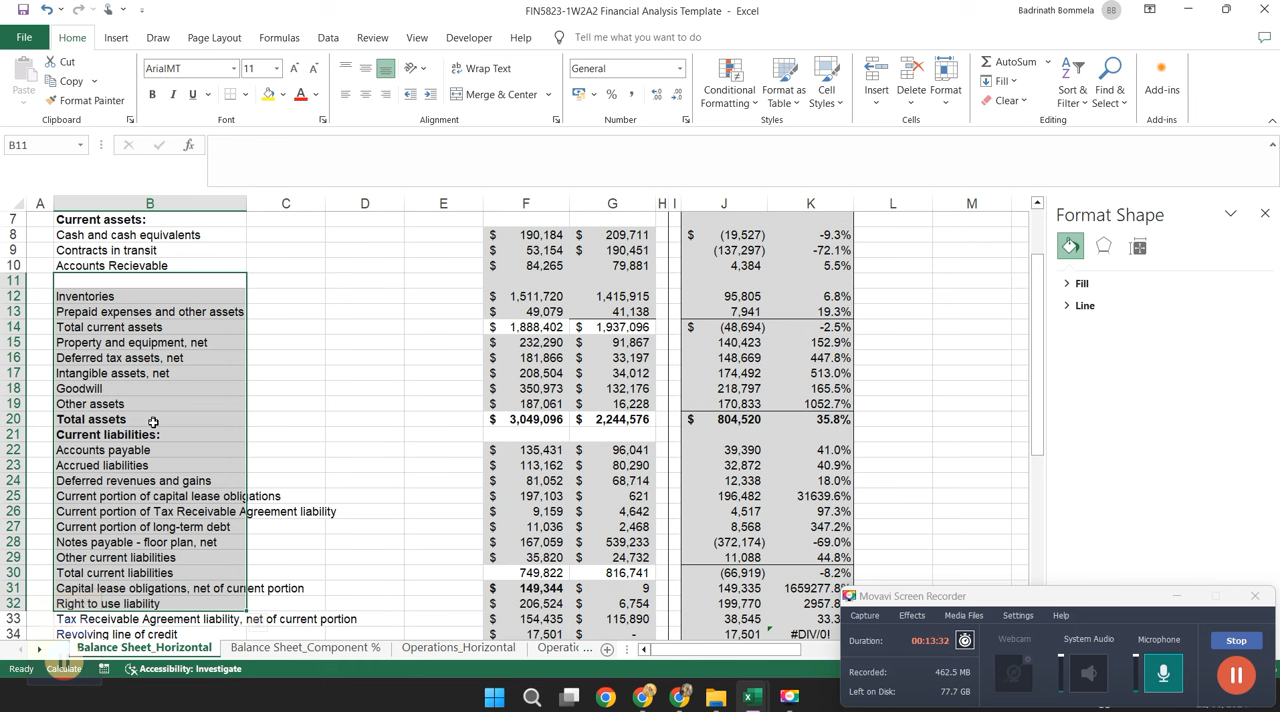 FIN5823-1W2A2 Financial Analysis Template - Excel
Badrinath Bommela BB
File Home Insert Draw Page Layout Formulas Data Review View Developer Help Tell me what you want to do
Paste Cut Copy Format Painter Clipboard
ArialMT 11 A A B I U A Font
ab Wrap Text Merge & Center Alignment
General % , Number
Conditional Formatting Format as Table Cell Styles Styles
Insert Delete Format Cells
AutoSum Fill Clear Sort & Filter Find & Select Editing
Add-ins Add-ins
B11 fx
A B C D E F G H I J K L M
7 Current assets:
8 Cash and cash equivalents $ 190,184 $ 209,711 $ (19,527) -9.3%
9 Contracts in transit $ 53,154 $ 190,451 (137,297) -72.1%
10 Accounts Recievable $ 84,265 79,881 4,384 5.5%
11
12 Inventories $ 1,511,720 1,415,915 95,805 6.8%
13 Prepaid expenses and other assets $ 49,079 41,138 7,941 19.3%
14 Total current assets $ 1,888,402 $ 1,937,096 $ (48,694) -2.5%
15 Property and equipment, net $ 232,290 $ 91,867 140,423 152.9%
16 Deferred tax assets, net $ 181,866 $ 33,197 148,669 447.8%
17 Intangible assets, net $ 208,504 $ 34,012 174,492 513.0%
18 Goodwill $ 350,973 $ 132,176 218,797 165.5%
19 Other assets $ 187,061 $ 16,228 170,833 1052.7%
20 Total assets $ 3,049,096 $ 2,244,576 $ 804,520 35.8%
21 Current liabilities:
22 Accounts payable $ 135,431 $ 96,041 39,390 41.0%
23 Accrued liabilities $ 113,162 $ 80,290 32,872 40.9%
24 Deferred revenues and gains $ 81,052 $ 68,714 12,338 18.0%
25 Current portion of capital lease obligations $ 197,103 $ 621 196,482 31639.6%
26 Current portion of Tax Receivable Agreement liability $ 9,159 $ 4,642 4,517 97.3%
27 Current portion of long-term debt $ 11,036 $ 2,468 8,568 347.2%
28 Notes payable - floor plan, net $ 167,059 $ 539,233 (372,174) -69.0%
29 Other current liabilities $ 35,820 $ 24,732 11,088 44.8%
30 Total current liabilities 749,822 816,741 (66,919) -8.2%
31 Capital lease obligations, net of current portion $ 149,344 $ 9 149,335 1659277.8%
32 Right to use liability $ 206,524 $ 6,754 199,770 2957.8
33 Tax Receivable Agreement liability, net of current portion $ 154,435 $ 115,890 38,545 33.3
34 Revolving line of credit $ 17,501 $ - 17,501 #DIV/0!
Format Shape
Fill
Line
Movavi Screen Recorder
Capture Effects Media Files Settings Help
Duration: 00:13:32 Webcam System Audio Microphone Stop
Recorded: 462.5 MB
Left on Disk: 77.7 GB
Balance Sheet_Horizontal Balance Sheet_Component % Operations_Horizontal Operatic ...
Ready Calculate Accessibility: Investigate